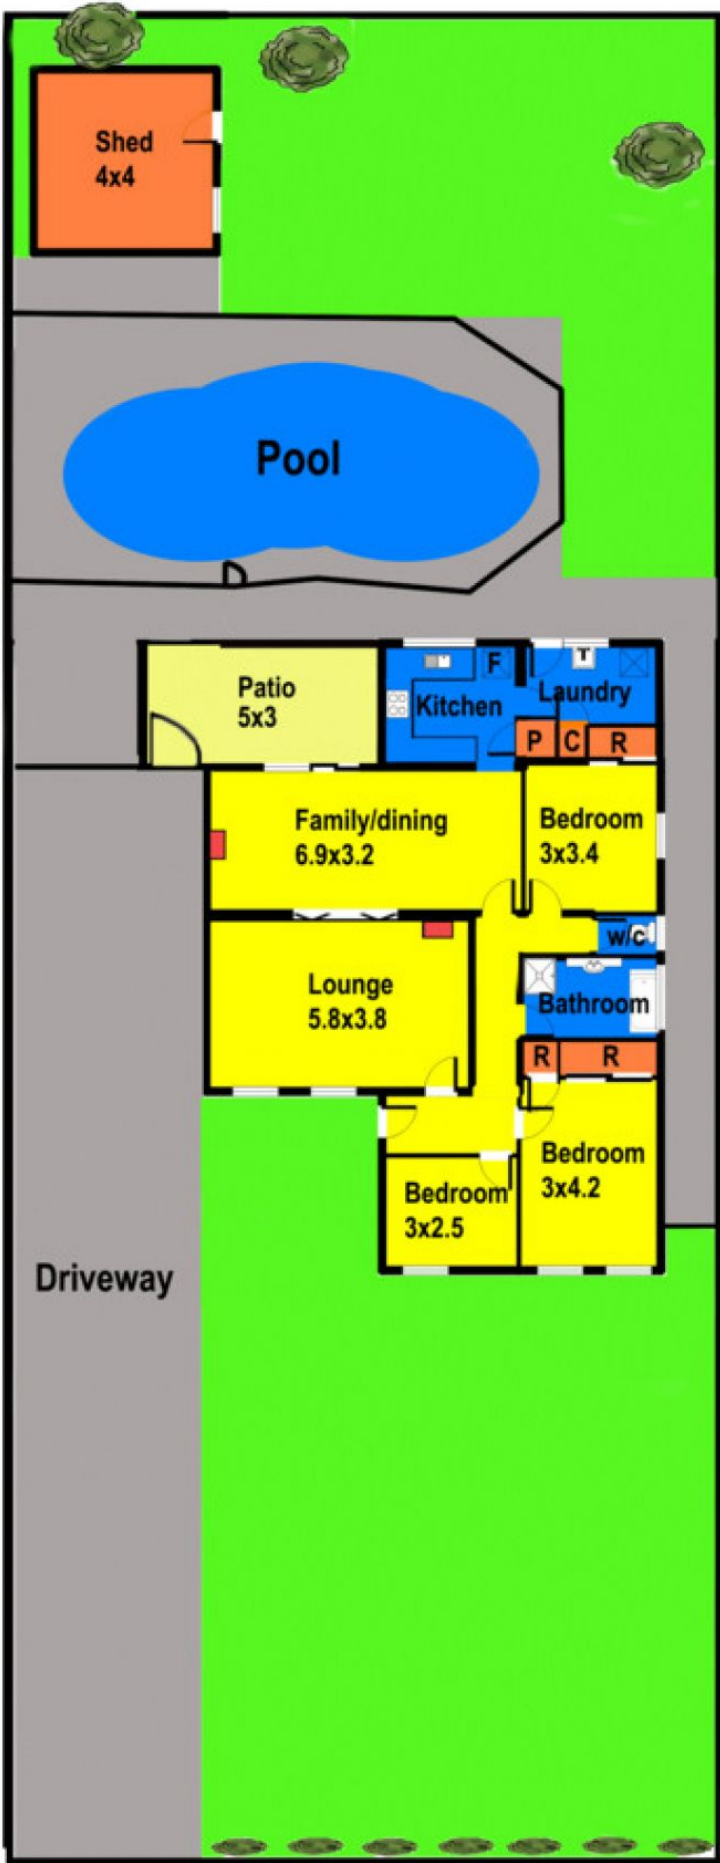 Shed
4x4
Pool
Patio
5x3
Kitchen
F
T
Laundry
P
C
R
Family/dining
6.9x3.2
Bedroom
3x3.4
w/c
Lounge
5.8x3.8
Bathroom
R
R
Bedroom
3x4.2
Bedroom
3x2.5
Driveway